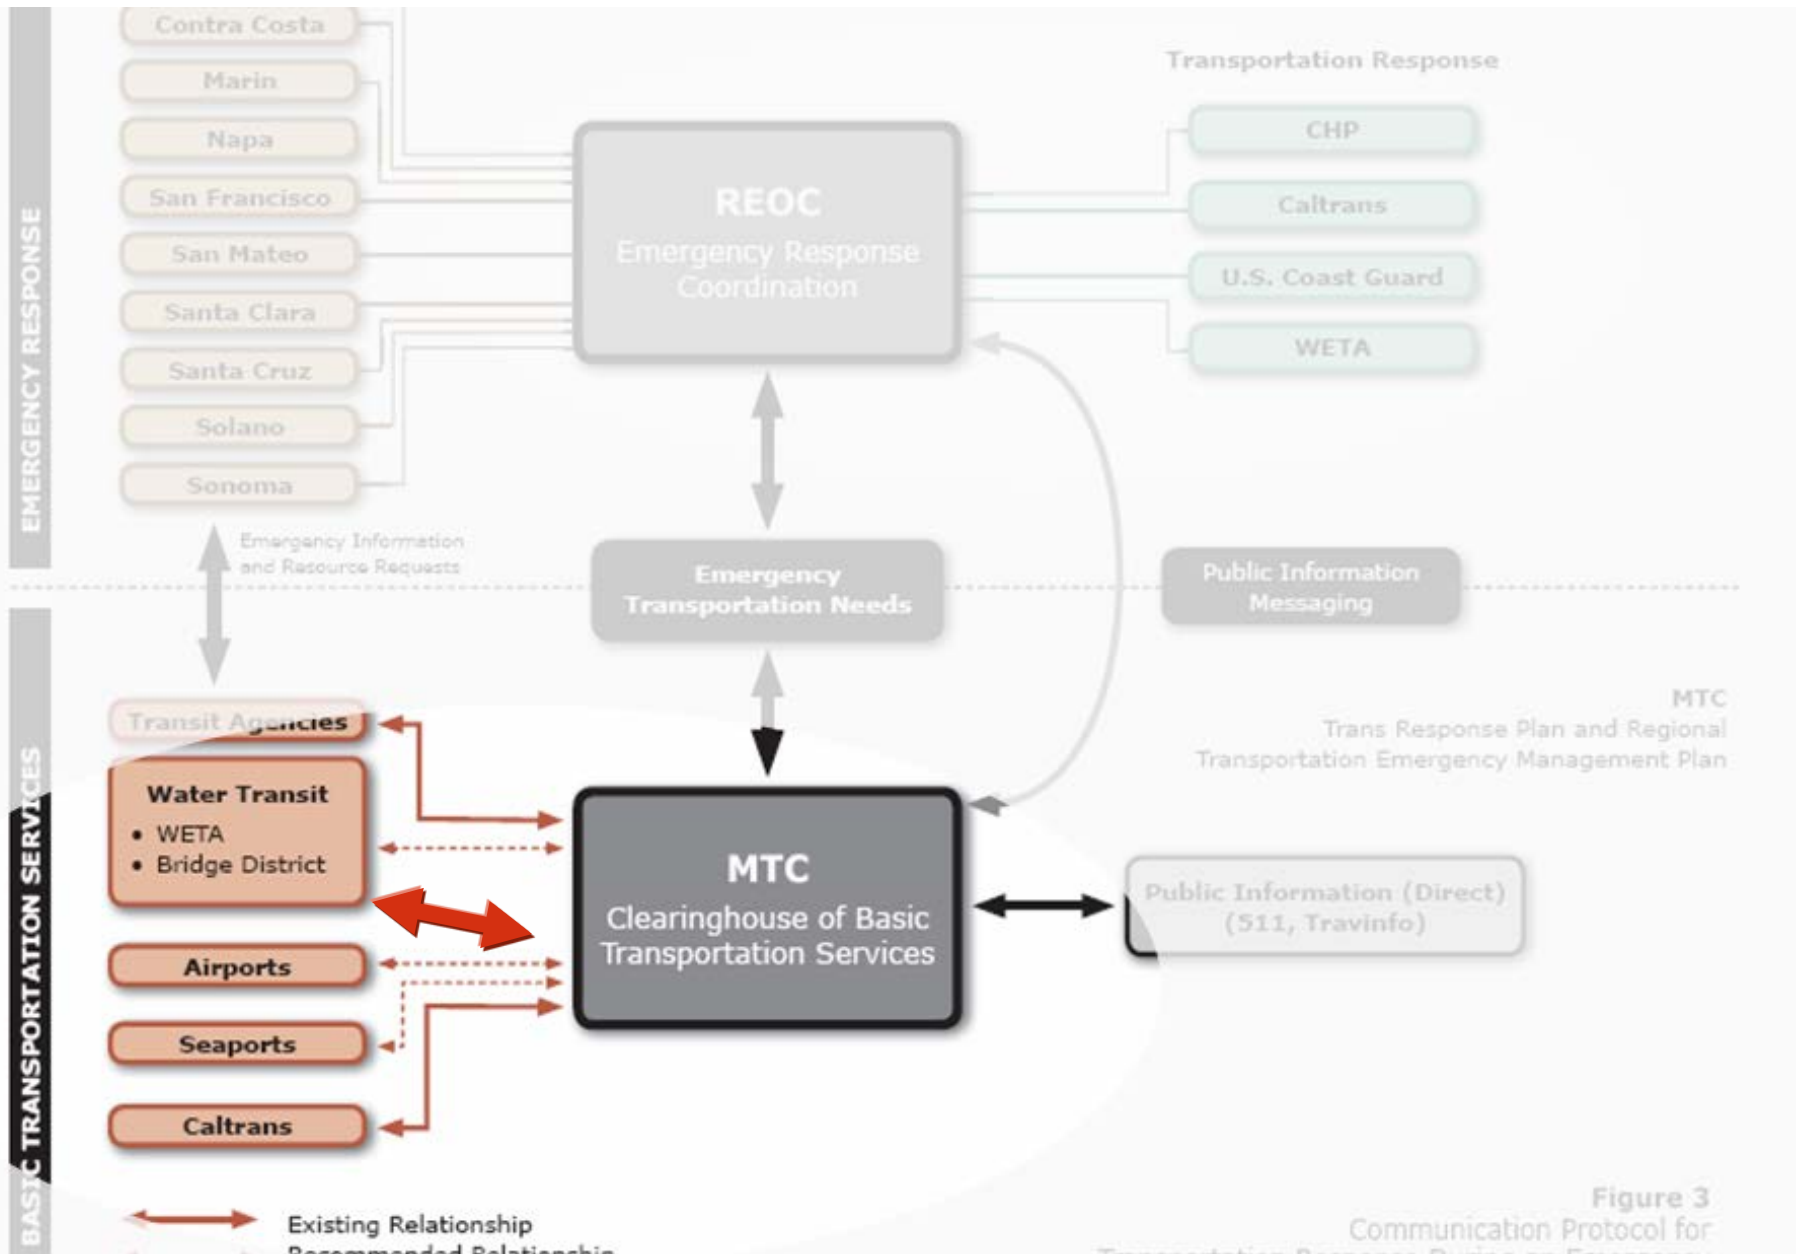 EMERGENCY RESPONSE
Contra Costa
Marin
Napa
San Francisco
San Mateo
Santa Clara
Santa Cruz
Solano
Sonoma
REOC
Emergency Response
Coordination
Transportation Response
CHP
Caltrans
U.S. Coast Guard
WETA
Emergency Information
and Resource Requests
Emergency
Transportation Needs
Public Information
Messaging
BASIC TRANSPORTATION SERVICES
Transit Agencies
Water Transit
• WETA
• Bridge District
Airports
Seaports
Caltrans
MTC
Clearinghouse of Basic
Transportation Services
MTC
Trans Response Plan and Regional
Transportation Emergency Management Plan
Public Information (Direct)
(511, Travinfo)
Existing Relationship
Recommended Relationship
Figure 3
Communication Protocol for